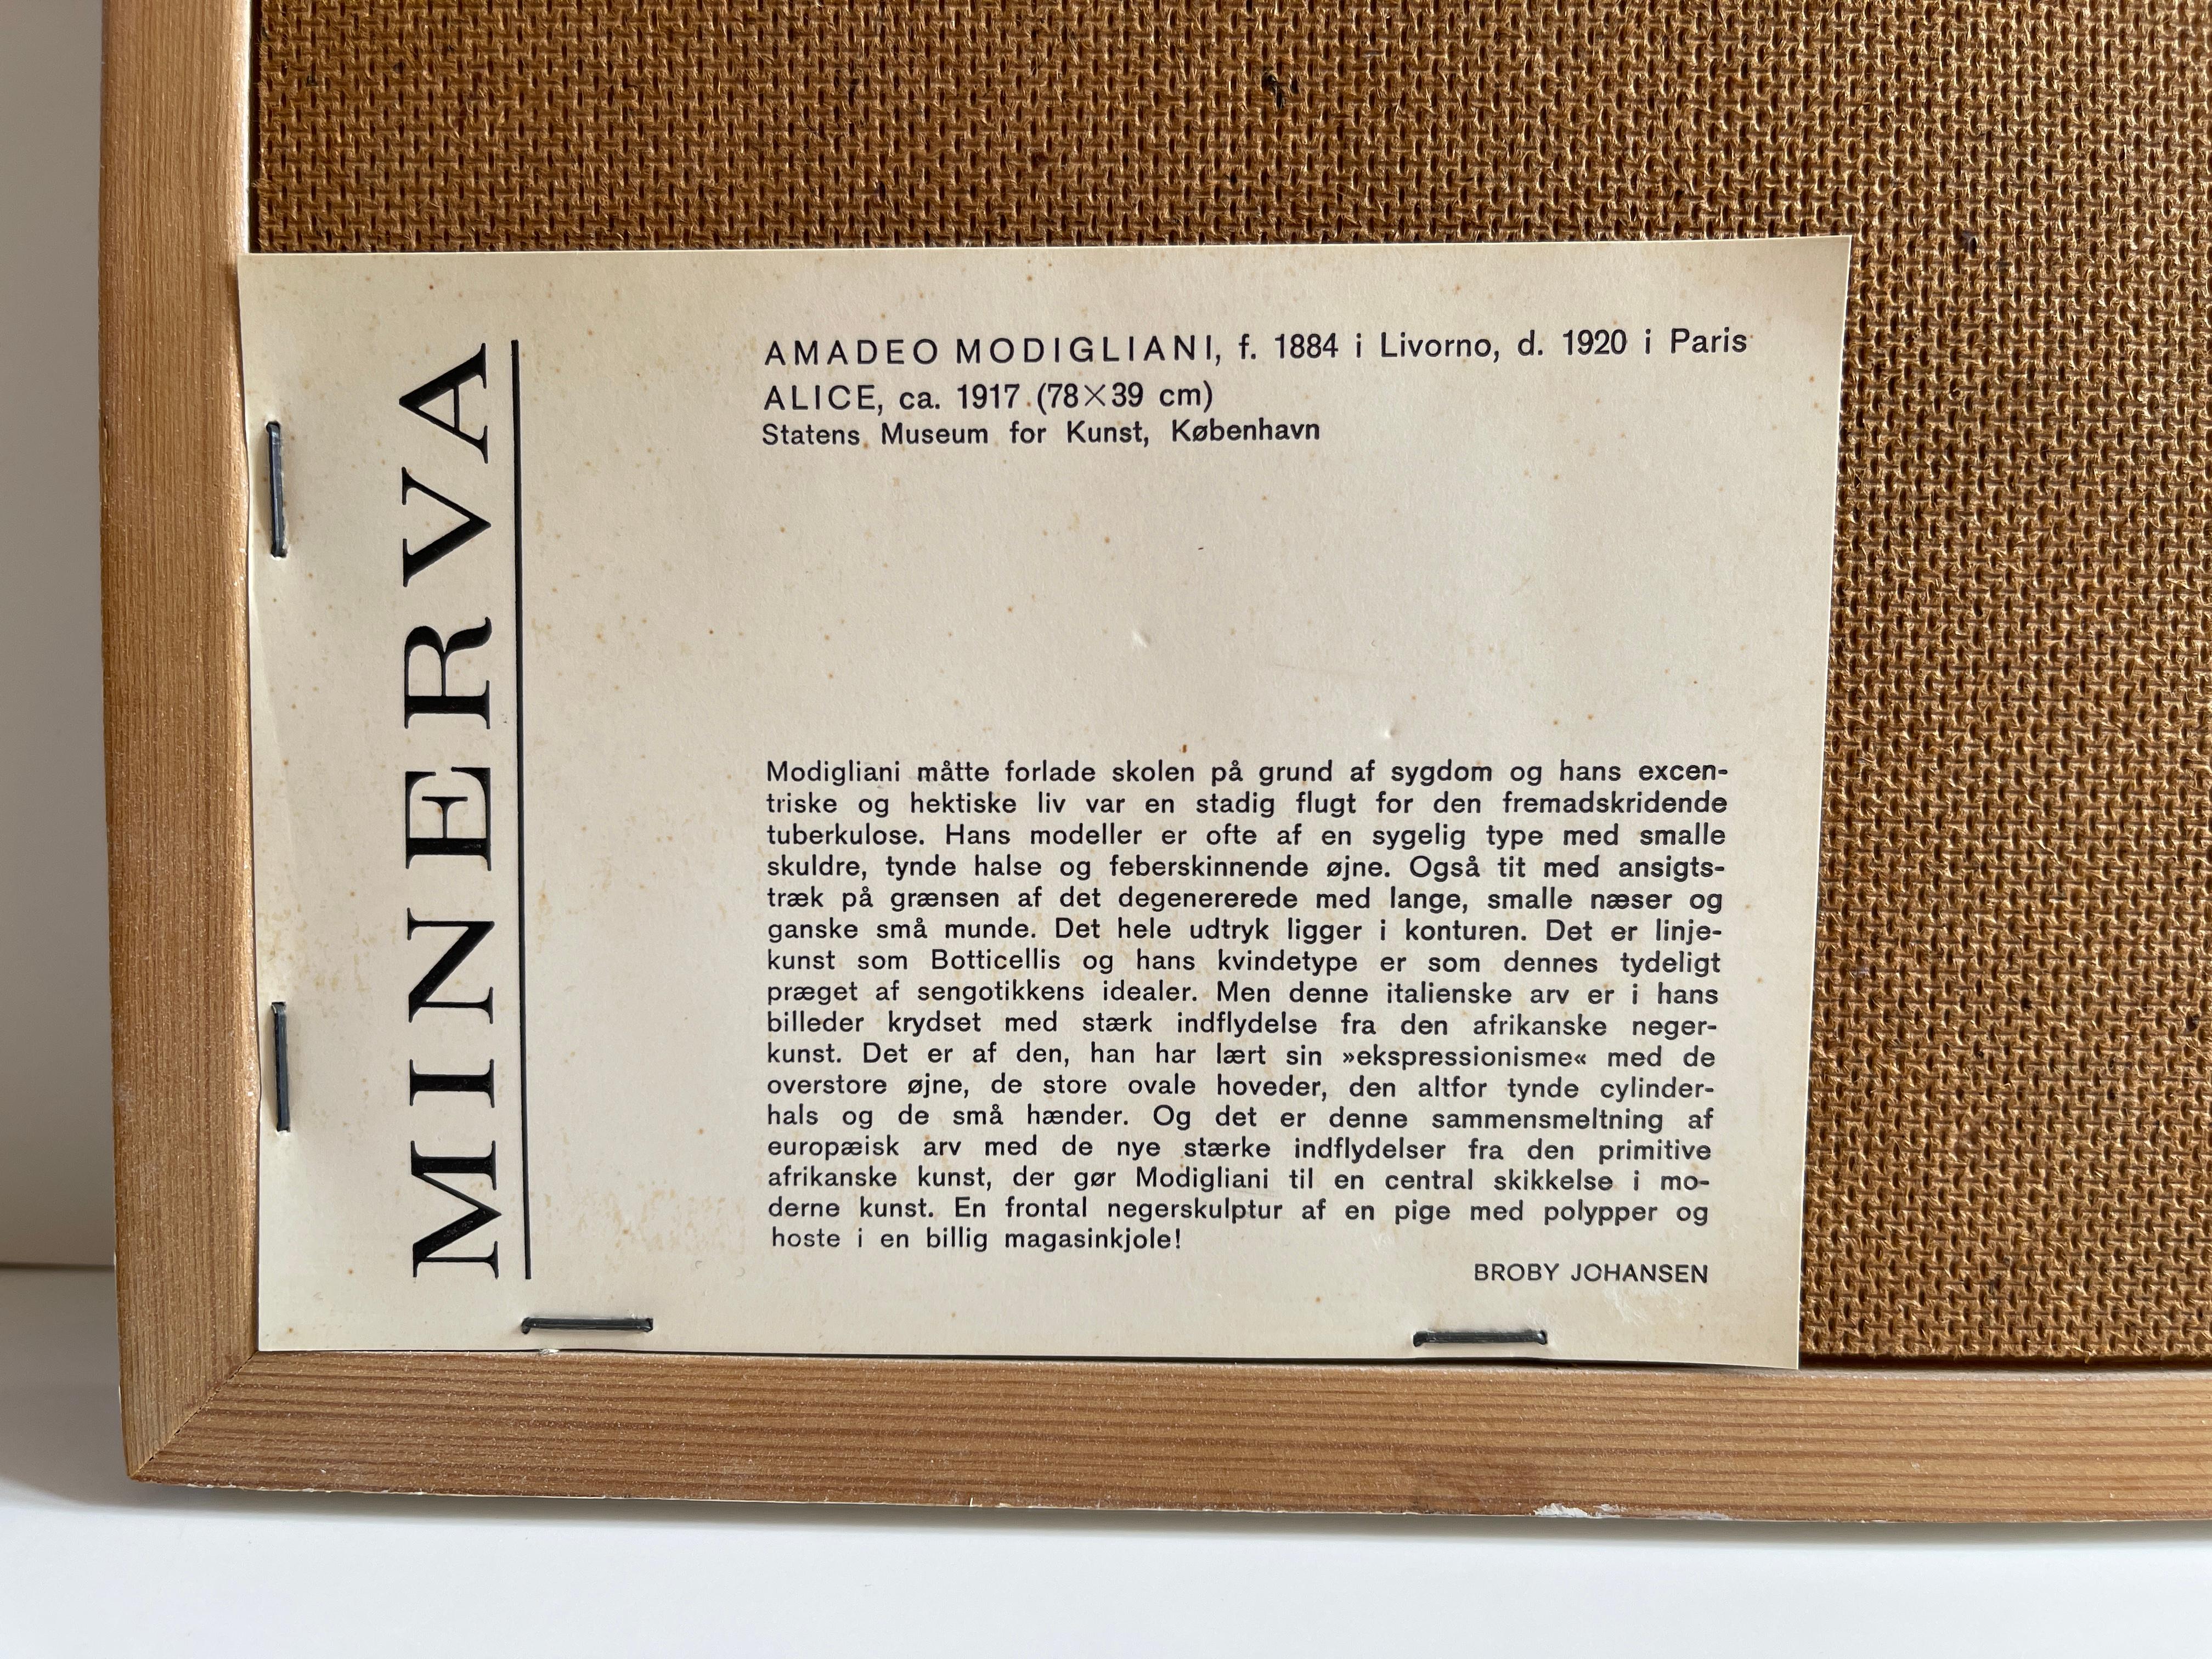 MINERVA
AMADEO MODIGLIANI, f. 1884 i Livorno, d. 1920 i Paris
ALICE, ca. 1917 (78×39 cm)
Statens Museum for Kunst, København
Modigliani måtte forlade skolen på grund af sygdom og hans excen-
triske og hektiske liv var en stadig flugt for den fremadskridende
tuberkulose. Hans modeller er ofte af en sygelig type med smalle
skuldre, tynde halse og feberskinnende øjne. Også tit med ansigts-
træk på grænsen af det degenererede med lange, smalle næser og
ganske små munde. Det hele udtryk ligger i konturen. Det er linje-
kunst som Botticellis og hans kvindetype er som dennes tydeligt
præget af sengotikkens idealer. Men denne italienske arv er i hans
billeder krydset med stærk indflydelse fra den afrikanske neger-
kunst. Det er af den, han har lært sin »ekspressionisme« med de
overstore øjne, de store ovale hoveder, den altfor tynde cylinder-
hals og de små hænder. Og det er denne sammensmeltning af
europæisk arv med de nye stærke indflydelser fra den primitive
afrikanske kunst, der gør Modigliani til en central skikkelse i mo-
derne kunst. En frontal negerskulptur af en pige med polypper og
hoste i en billig magasinkjole!
BROBY JOHANSEN